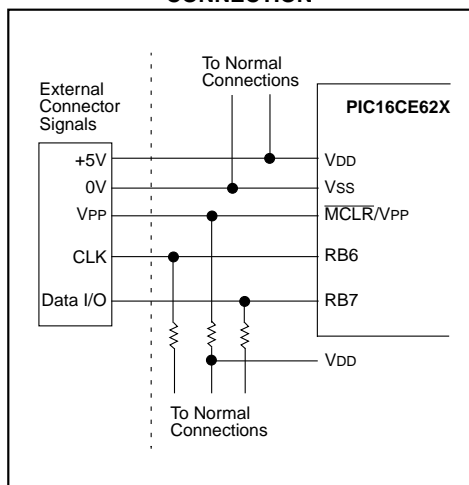 CONNECTION
To Normal
Connections
External
Connector
Signals
PIC16CE62X
+5V
VDD
0V
VSS
VPP
MCLR/VPP
CLK
RB6
Data I/O
RB7
VDD
To Normal
Connections